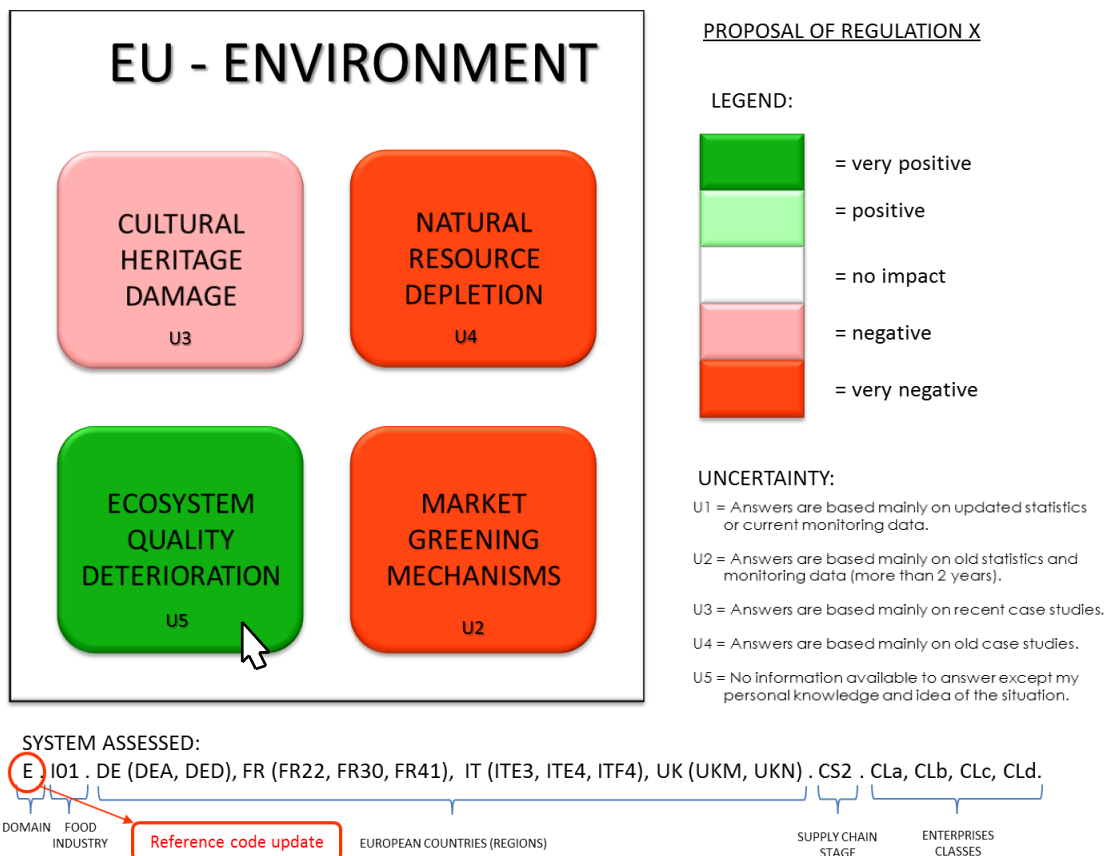 EU - ENVIRONMENT
CULTURAL
HERITAGE
DAMAGE
U3
NATURAL
RESOURCE
DEPLETION
U4
ECOSYSTEM
QUALITY
DETERIORATION
U5
MARKET
GREENING
MECHANISMS
U2
PROPOSAL OF REGULATION X
LEGEND:
= very positive
= positive
= no impact
= negative
= very negative
UNCERTAINTY:
U1 = Answers are based mainly on updated statistics
or current monitoring data.
U2 = Answers are based mainly on old statistics and
monitoring data (more than 2 years).
U3 = Answers are based mainly on recent case studies.
U4 = Answers are based mainly on old case studies.
U5 = No information available to answer except my
personal knowledge and idea of the situation.
SYSTEM ASSESSED:
E . I01 . DE (DEA, DED), FR (FR22, FR30, FR41), IT (ITE3, ITE4, ITF4), UK (UKM, UKN) . CS2 . CLa, CLb, CLc, CLd.
DOMAIN
FOOD
INDUSTRY
Reference code update
EUROPEAN COUNTRIES (REGIONS)
SUPPLY CHAIN
STAGE
ENTERPRISES
CLASSES